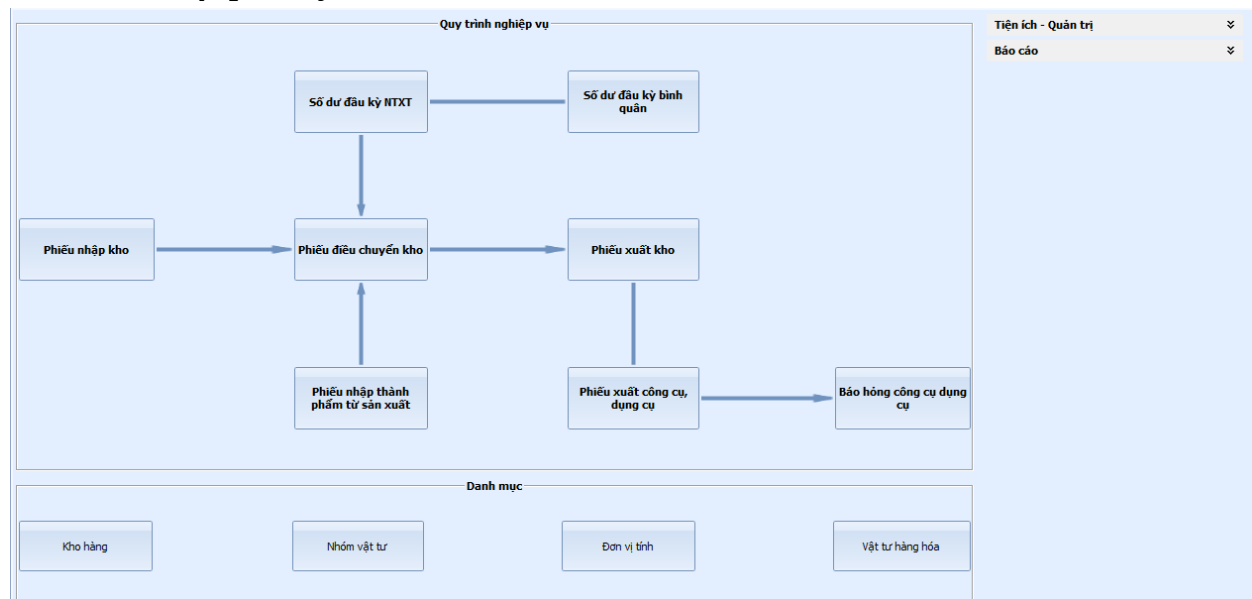 Quy trình nghiệp vụ
Tiện ích - Quản trị
Báo cáo
Số dư đầu kỳ NTXT
Số dư đầu kỳ bình
quân
Phiếu nhập kho
Phiếu điều chuyển kho
Phiếu xuất kho
Phiếu nhập thành
phẩm từ sản xuất
Phiếu xuất công cụ,
dụng cụ
Báo hỏng công cụ dụng
cụ
Danh mục
Kho hàng
Nhóm vật tư
Đơn vị tính
Vật tư hàng hóa